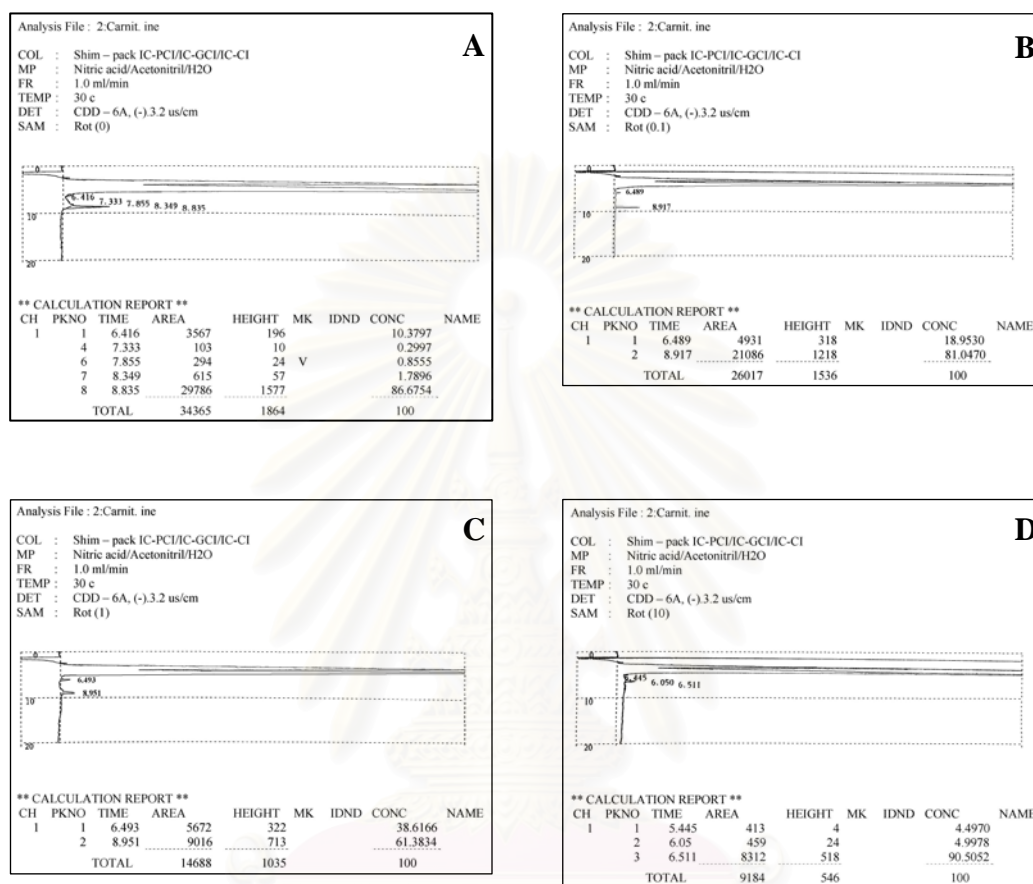 Analysis File : 2:Carnit. ine
A
COL : Shim – pack IC-PCI/IC-GCI/IC-CI
MP : Nitric acid/Acetonitril/H2O
FR : 1.0 ml/min
TEMP : 30 c
DET : CDD – 6A, (-).3.2 us/cm
SAM : Rot (0)
0
6.416 7.333 7.855 8.349 8.835
10
20
** CALCULATION REPORT **
CH PKNO TIME AREA HEIGHT MK IDND CONC NAME
1 1 6.416 3567 196 10.3797
4 7.333 103 10 0.2997
6 7.855 294 24 V 0.8555
7 8.349 615 57 1.7896
8 8.835 29786 1577 86.6754
TOTAL 34365 1864 100
Analysis File : 2:Carnit. ine
B
COL : Shim – pack IC-PCI/IC-GCI/IC-CI
MP : Nitric acid/Acetonitril/H2O
FR : 1.0 ml/min
TEMP : 30 c
DET : CDD – 6A, (-).3.2 us/cm
SAM : Rot (0.1)
0
6.489
8.917
10
20
** CALCULATION REPORT **
CH PKNO TIME AREA HEIGHT MK IDND CONC NAME
1 1 6.489 4931 318 18.9530
2 8.917 21086 1218 81.0470
TOTAL 26017 1536 100
Analysis File : 2:Carnit. ine
C
COL : Shim – pack IC-PCI/IC-GCI/IC-CI
MP : Nitric acid/Acetonitril/H2O
FR : 1.0 ml/min
TEMP : 30 c
DET : CDD – 6A, (-).3.2 us/cm
SAM : Rot (1)
0
6.493
8.951
10
20
** CALCULATION REPORT **
CH PKNO TIME AREA HEIGHT MK IDND CONC NAME
1 1 6.493 5672 322 38.6166
2 8.951 9016 713 61.3834
TOTAL 14688 1035 100
Analysis File : 2:Carnit. ine
D
COL : Shim – pack IC-PCI/IC-GCI/IC-CI
MP : Nitric acid/Acetonitril/H2O
FR : 1.0 ml/min
TEMP : 30 c
DET : CDD – 6A, (-).3.2 us/cm
SAM : Rot (10)
0
6.050 6.511
10
20
** CALCULATION REPORT **
CH PKNO TIME AREA HEIGHT MK IDND CONC NAME
1 1 5.445 413 4 4.4970
2 6.05 459 24 4.9978
3 6.511 8312 518 90.5052
TOTAL 9184 546 100